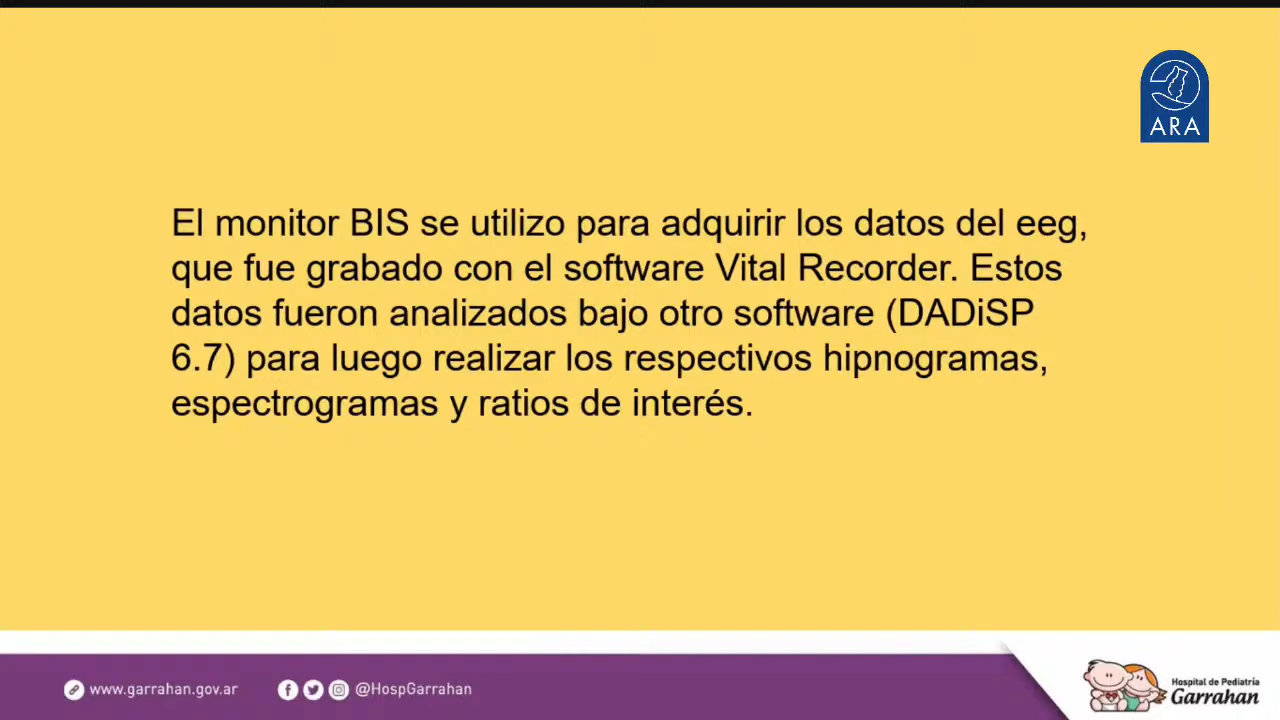 ARA
El monitor BIS se utilizo para adquirir los datos del eeg,
que fue grabado con el software Vital Recorder. Estos
datos fueron analizados bajo otro software (DADiSP
6.7) para luego realizar los respectivos hipnogramas,
espectrogramas y ratios de interés.
www.garrahan.gov.ar
@HospGarrahan
Hospital de Pediatría
Garrahan